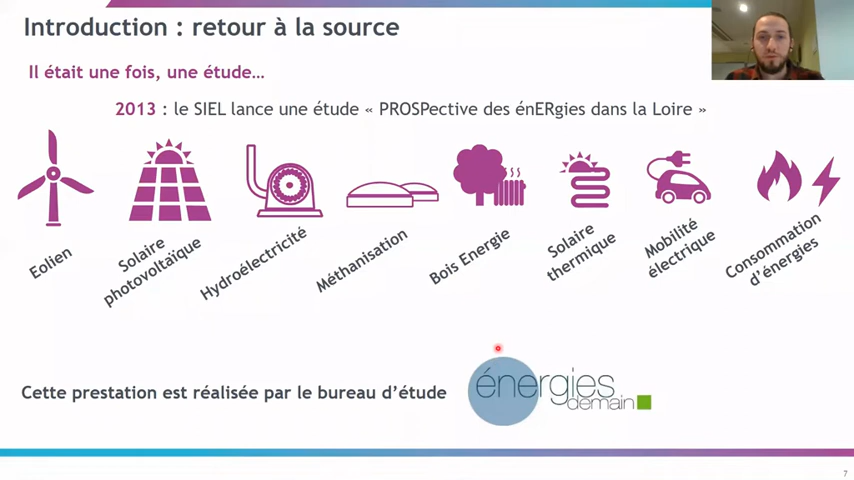 Introduction : retour à la source
Il était une fois, une étude…
2013 : le SIEL lance une étude « PROSPective des énERgies dans la Loire »
Eolien
Solaire
photovoltaïque
Hydroélectricité
Méthanisation
Bois Energie
Solaire
thermique
Mobilité
électrique
Consommation
d'énergies
Cette prestation est réalisée par le bureau d'étude
énergies
demain
7